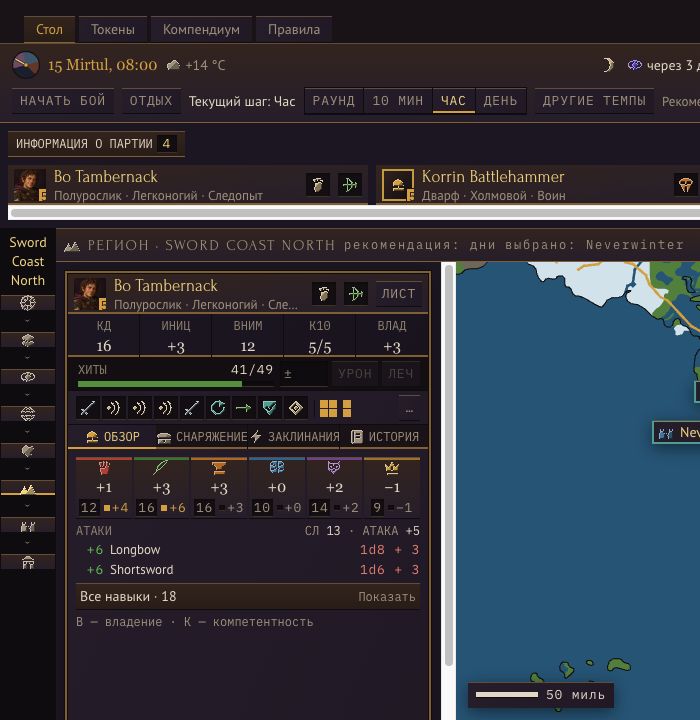 Стол Токены Компендиум Правила
15 Mirtul, 08:00 +14 °C через 3 д
НАЧАТЬ БОЙ ОТДЫХ Текущий шаг: Час РАУНД 10 МИН ЧАС ДЕНЬ ДРУГИЕ ТЕМПЫ Рекоме
ИНФОРМАЦИЯ О ПАРТИИ 4
Bo Tambernack
Полурослик · Легконогий · Следопыт
Korrin Battlehammer
Дварф · Холмовой · Воин
Sword
Coast
North
РЕГИОН · SWORD COAST NORTH рекомендация: дни выбрано: Neverwinter
Bo Tambernack
Полурослик · Легконогий · Сле...
ЛИСТ
КД ИНИЦ ВНИМ К10 ВЛАД
16 +3 12 5/5 +3
ХИТЫ 41/49 ± УРОН ЛЕЧ
...
ОБЗОР СНАРЯЖЕНИЕ ЗАКЛИНАНИЯ ИСТОРИЯ
+1 +3 +3 +0 +2 −1
12 +4 16 +6 16 +3 10 +0 14 +2 9 −1
АТАКИ СЛ 13 · АТАКА +5
+6 Longbow 1d8 + 3
+6 Shortsword 1d6 + 3
Все навыки · 18 Показать
В — владение · К — компетентность
Nev
50 миль